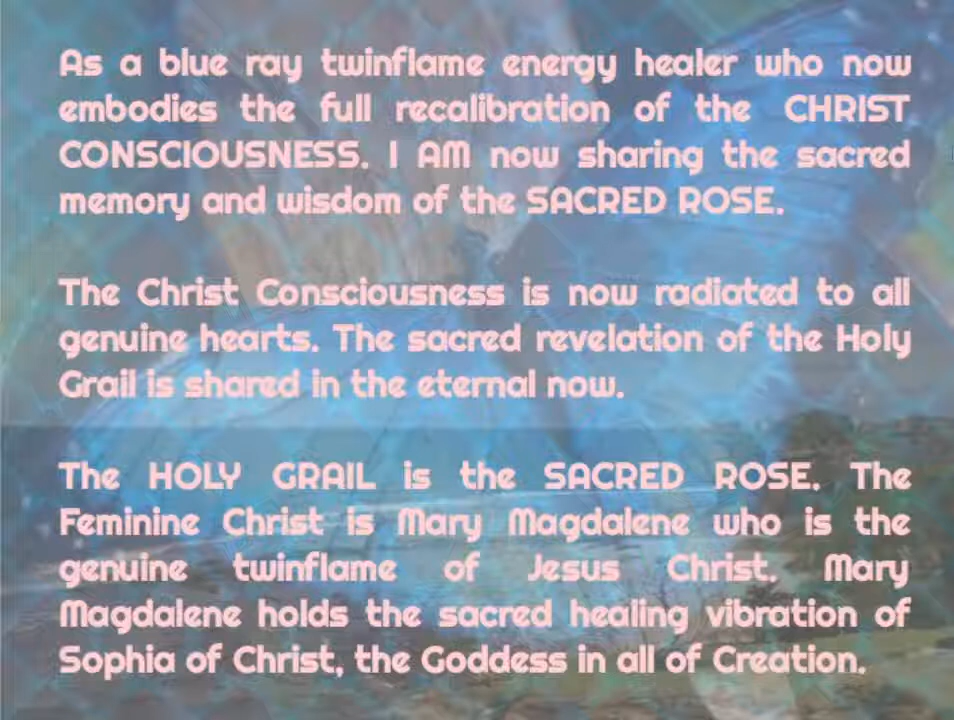 As a blue ray twinflame energy healer who now
embodies the full recalibration of the CHRIST
CONSCIOUSNESS. I AM now sharing the sacred
memory and wisdom of the SACRED ROSE.
The Christ Consciousness is now radiated to all
genuine hearts. The sacred revelation of the Holy
Grail is shared in the eternal now.
The HOLY GRAIL is the SACRED ROSE. The
Feminine Christ is Mary Magdalene who is the
genuine twinflame of Jesus Christ. Mary
Magdalene holds the sacred healing vibration of
Sophia of Christ, the Goddess in all of Creation.